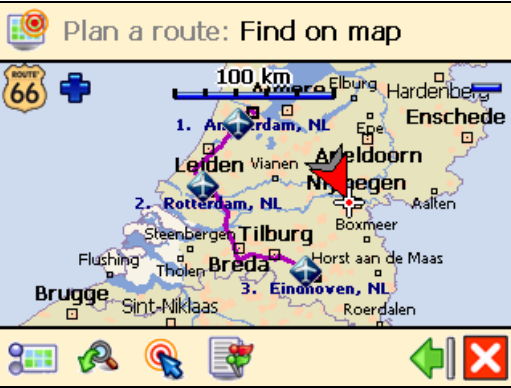 Plan a route: Find on map
ROUTE
66
100 km
Almere
Elburg
Hardenberg
Enschede
1. Amsterdam, NL
Epe
Leiden
Vianen
Apeldoorn
Nijmegen
2. Rotterdam, NL
Aalten
Steenbergen
Tilburg
Boxmeer
Flushing
Tholen
Breda
Horst aan de Maas
3. Eindhoven, NL
Brugge
Sint-Niklaas
Roerdalen